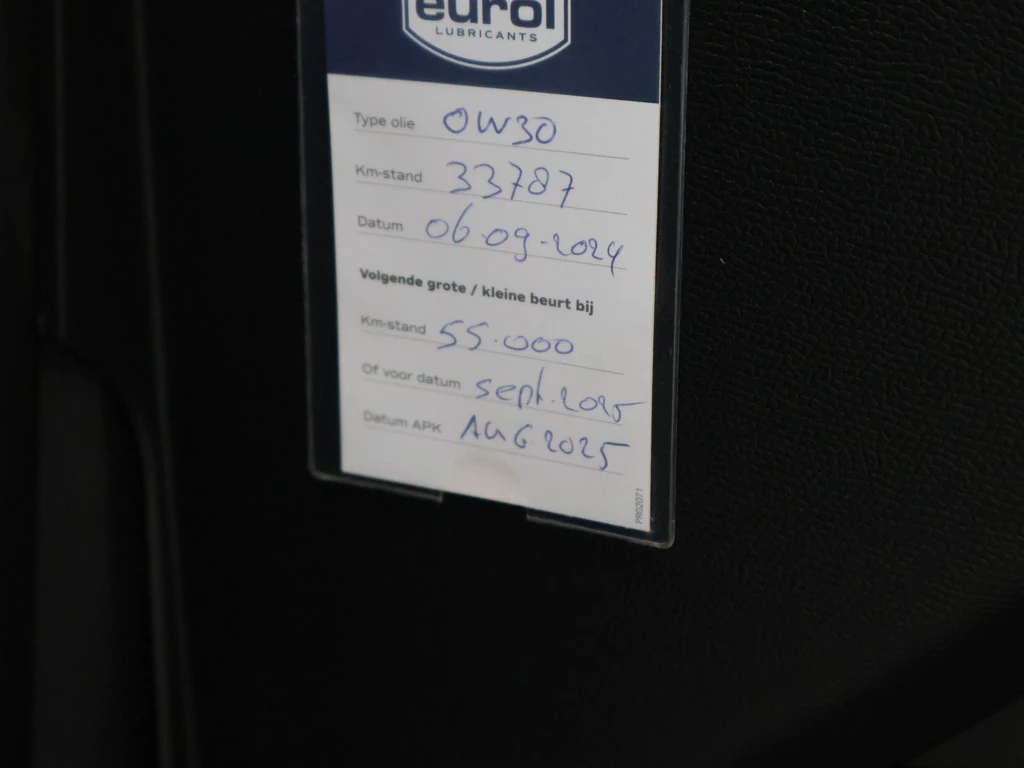 eurol
LUBRICANTS
Type olie 0W30
Km-stand 33787
Datum 06-09-2024
Volgende grote / kleine beurt bij
Km-stand 55.000
Of voor datum sept. 2025
Datum APK AUG 2025
PR02071